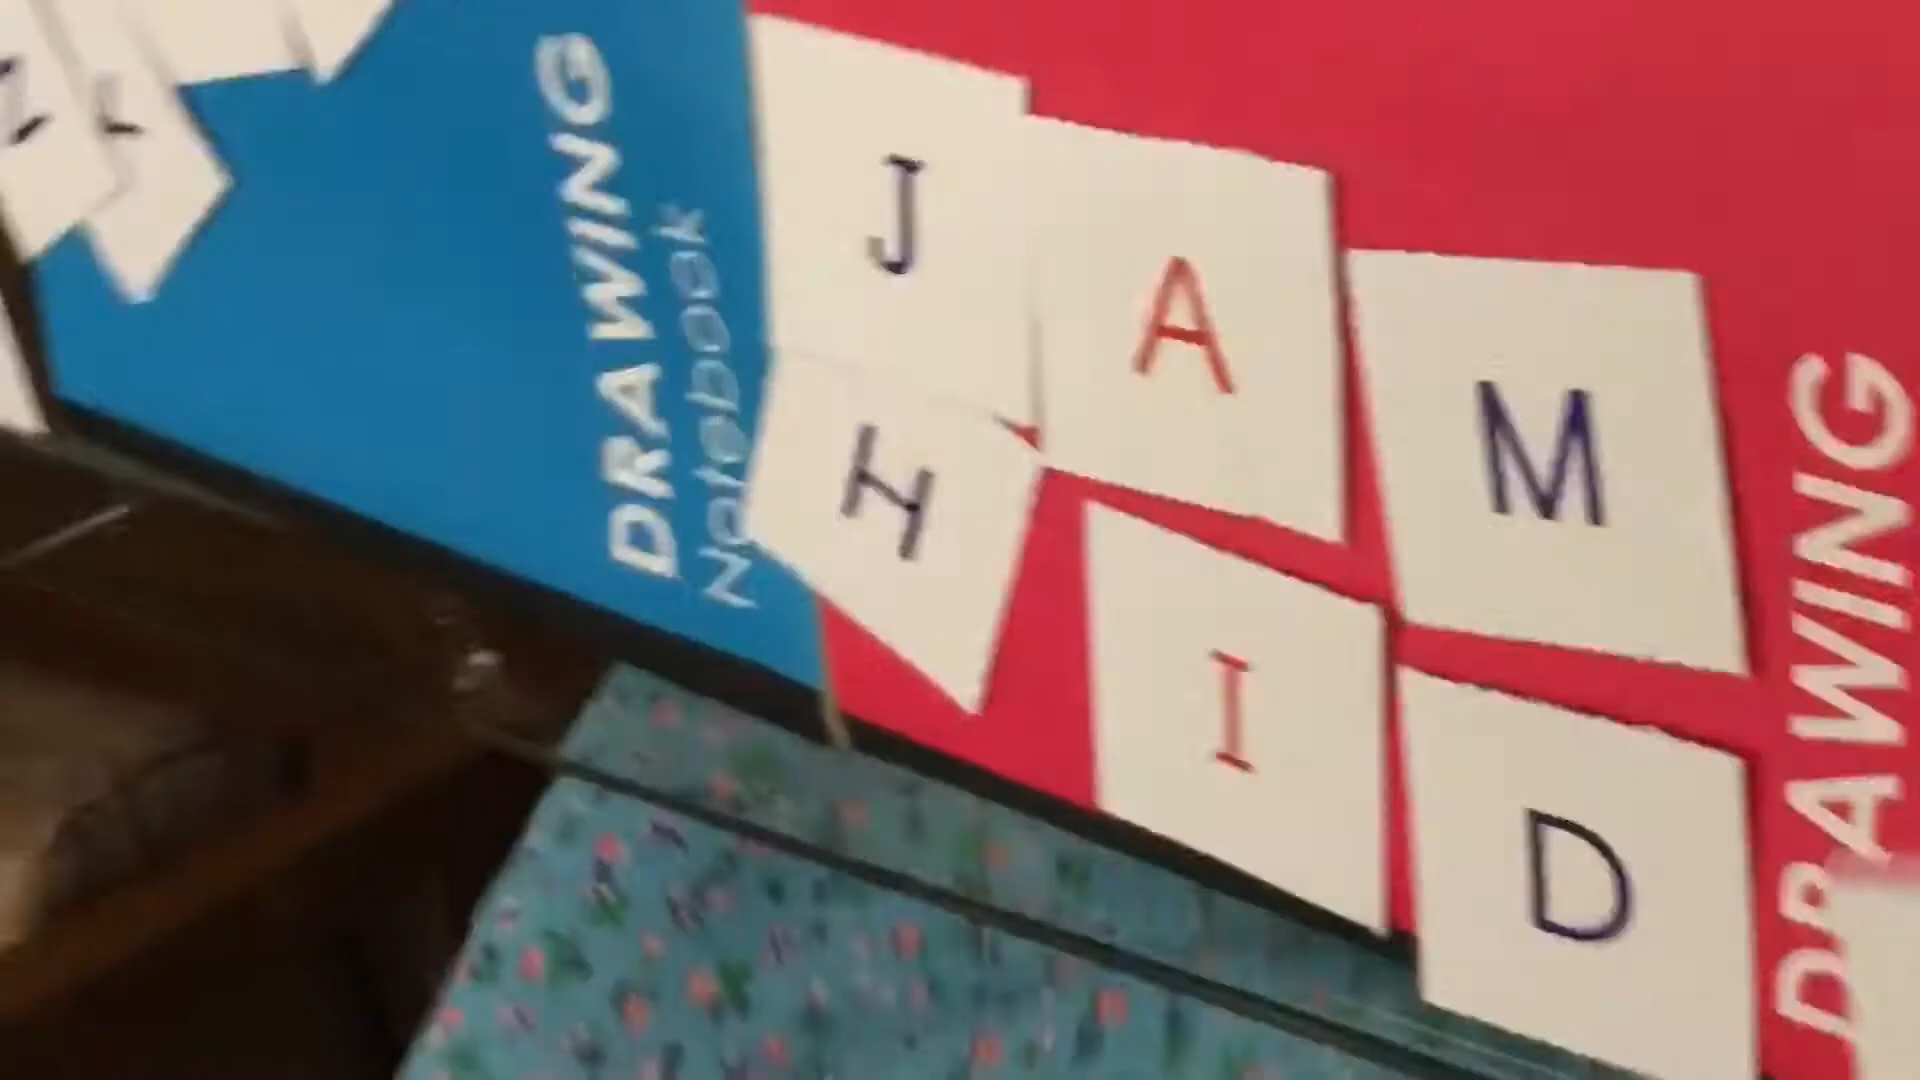 DRAWING
Notebook
J A M
H I D
DRAWING